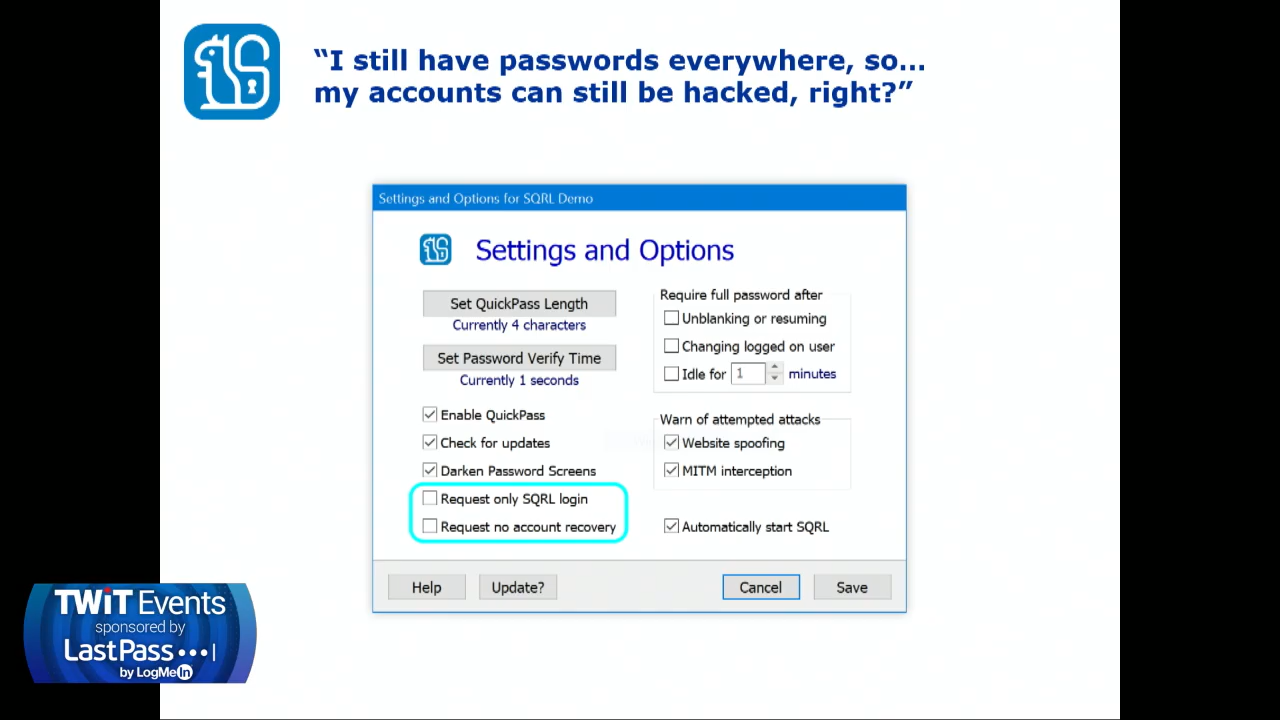 “I still have passwords everywhere, so...
my accounts can still be hacked, right?”
Settings and Options for SQRL Demo
Settings and Options
Set QuickPass Length
Currently 4 characters
Set Password Verify Time
Currently 1 seconds
Enable QuickPass
Check for updates
Darken Password Screens
Request only SQRL login
Request no account recovery
Require full password after
Unblanking or resuming
Changing logged on user
Idle for 1 minutes
Warn of attempted attacks
Website spoofing
MITM interception
Automatically start SQRL
Help Update? Cancel Save
TWiT Events
sponsored by
LastPass•••|
by LogMeIn